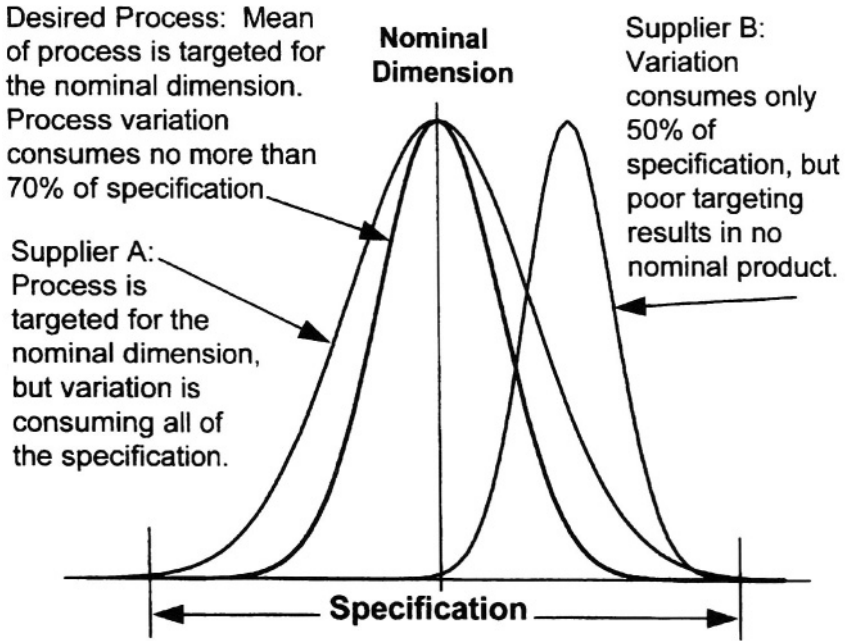 Desired Process: Mean
of process is targeted for
the nominal dimension.
Process variation
consumes no more than
70% of specification
Supplier A:
Process is
targeted for the
nominal dimension,
but variation is
consuming all of
the specification.
Nominal
Dimension
Supplier B:
Variation
consumes only
50% of
specification, but
poor targeting
results in no
nominal product.
Specification